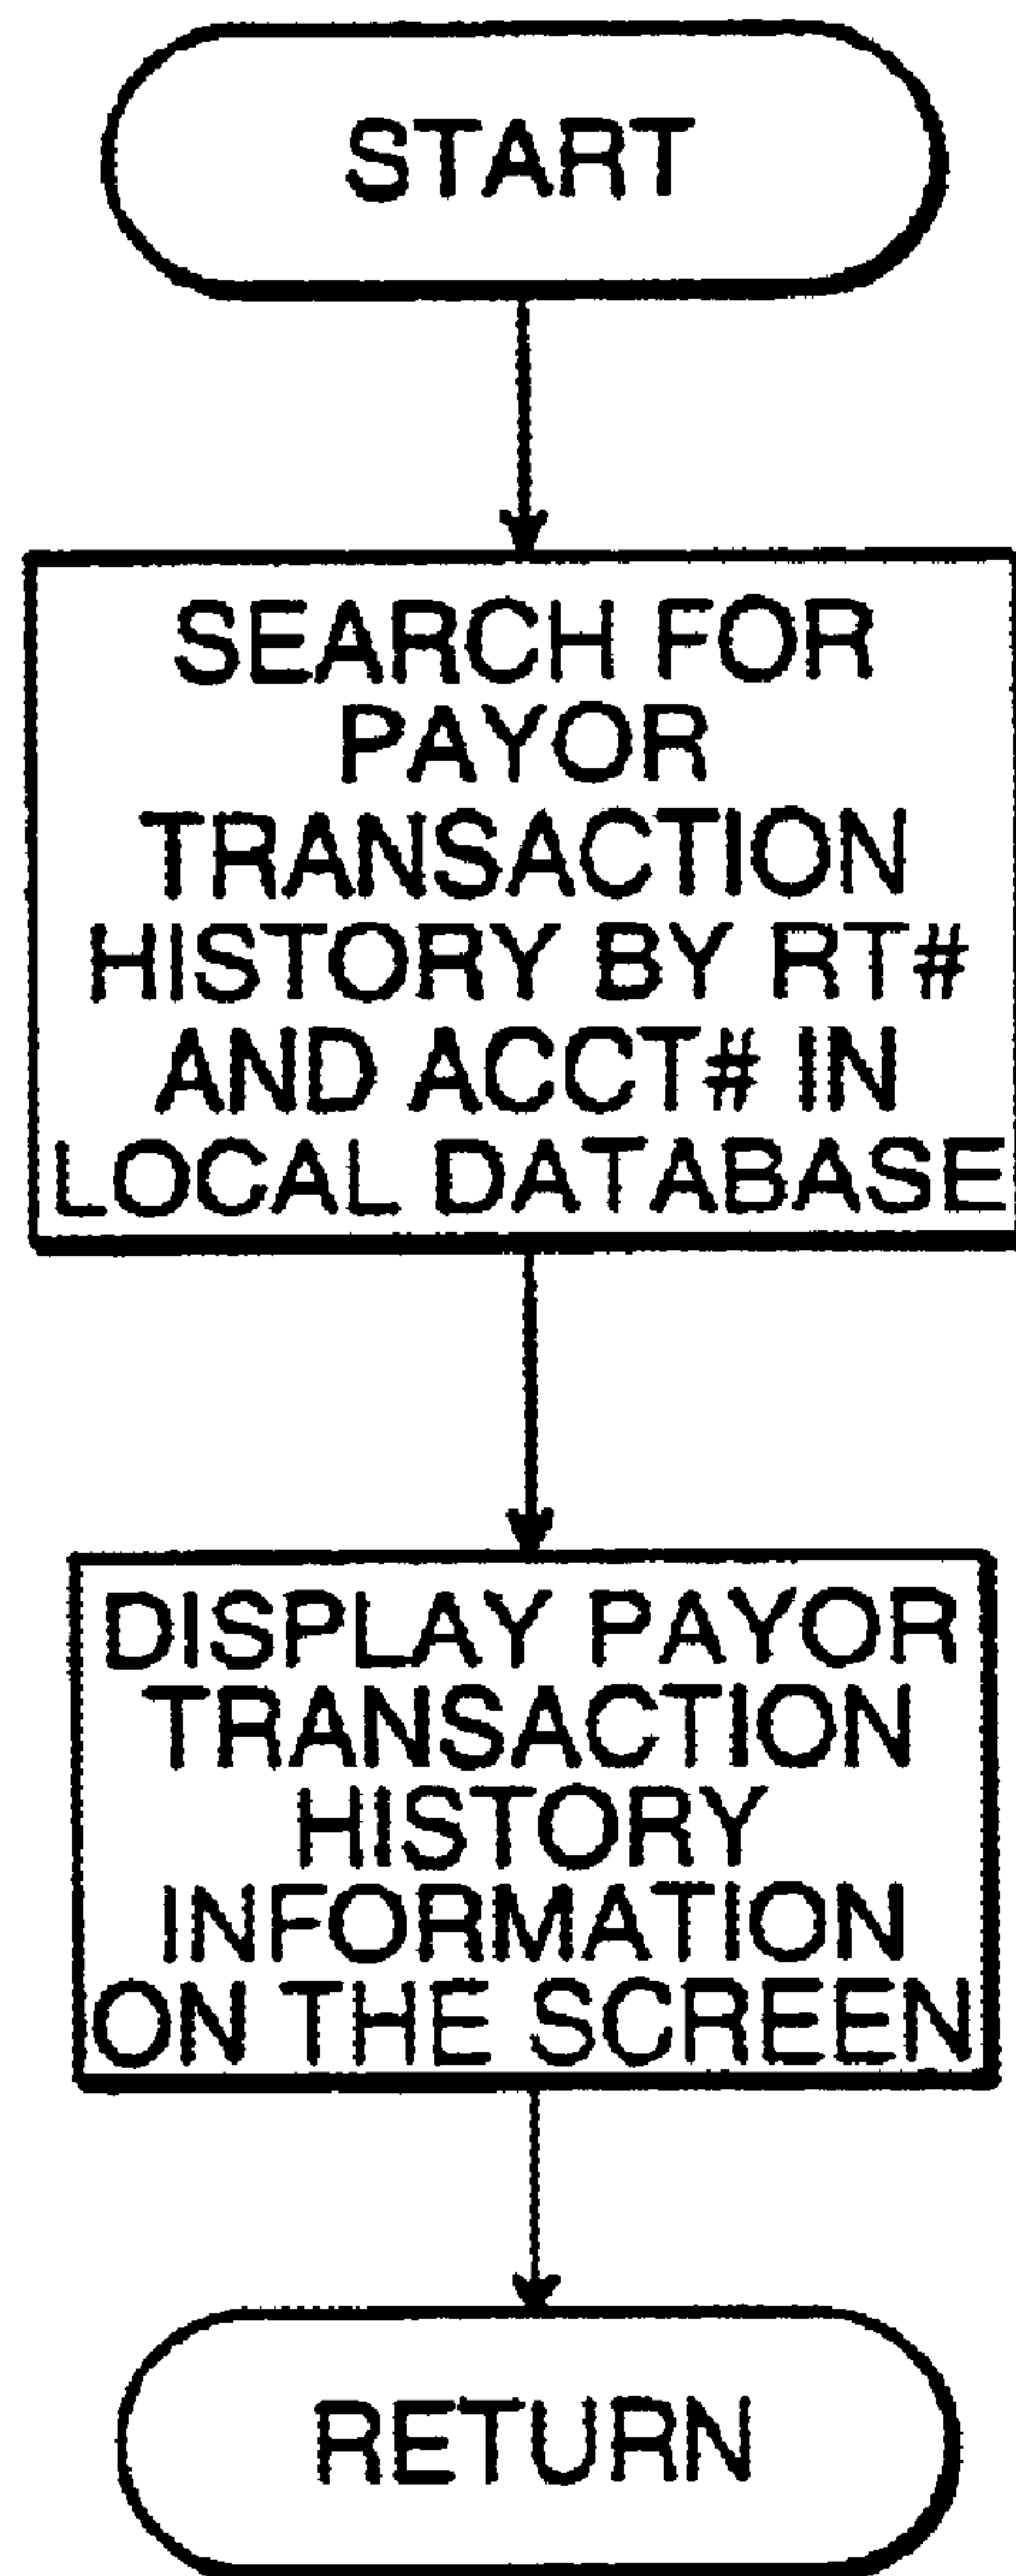 START
SEARCH FOR
PAYOR
TRANSACTION
HISTORY BY RT#
AND ACCT# IN
LOCAL DATABASE
DISPLAY PAYOR
TRANSACTION
HISTORY
INFORMATION
ON THE SCREEN
RETURN